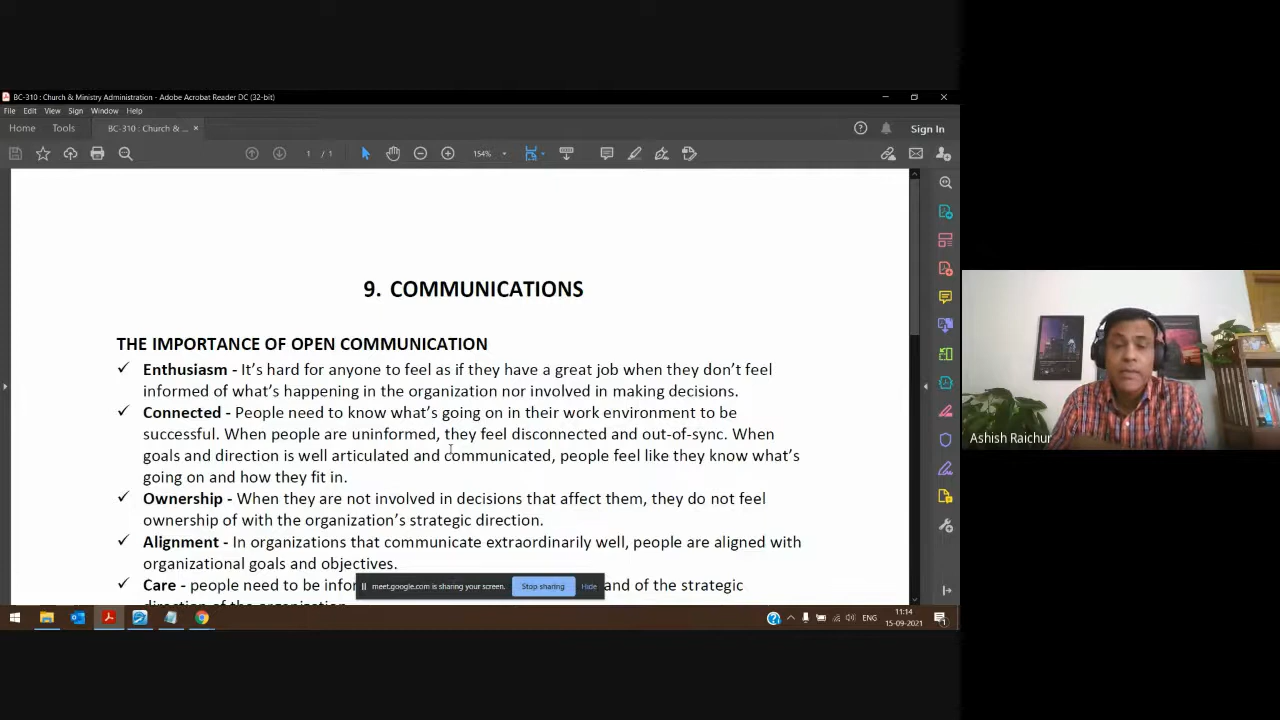 BC-310 : Church & Ministry Administration - Adobe Acrobat Reader DC (32-bit)
File Edit View Sign Window Help
Home Tools BC-310 : Church & ... × Sign In
1 / 1 154%
9. COMMUNICATIONS
THE IMPORTANCE OF OPEN COMMUNICATION
✓ Enthusiasm - It's hard for anyone to feel as if they have a great job when they don't feel
informed of what's happening in the organization nor involved in making decisions.
✓ Connected - People need to know what's going on in their work environment to be
successful. When people are uninformed, they feel disconnected and out-of-sync. When
goals and direction is well articulated and communicated, people feel like they know what's
going on and how they fit in.
✓ Ownership - When they are not involved in decisions that affect them, they do not feel
ownership of with the organization's strategic direction.
✓ Alignment - In organizations that communicate extraordinarily well, people are aligned with
organizational goals and objectives.
✓ Care - people need to be infor and of the strategic
meet.google.com is sharing your screen. Stop sharing Hide
direction of the organization
Ashish Raichur
ENG 11:14
15-09-2021